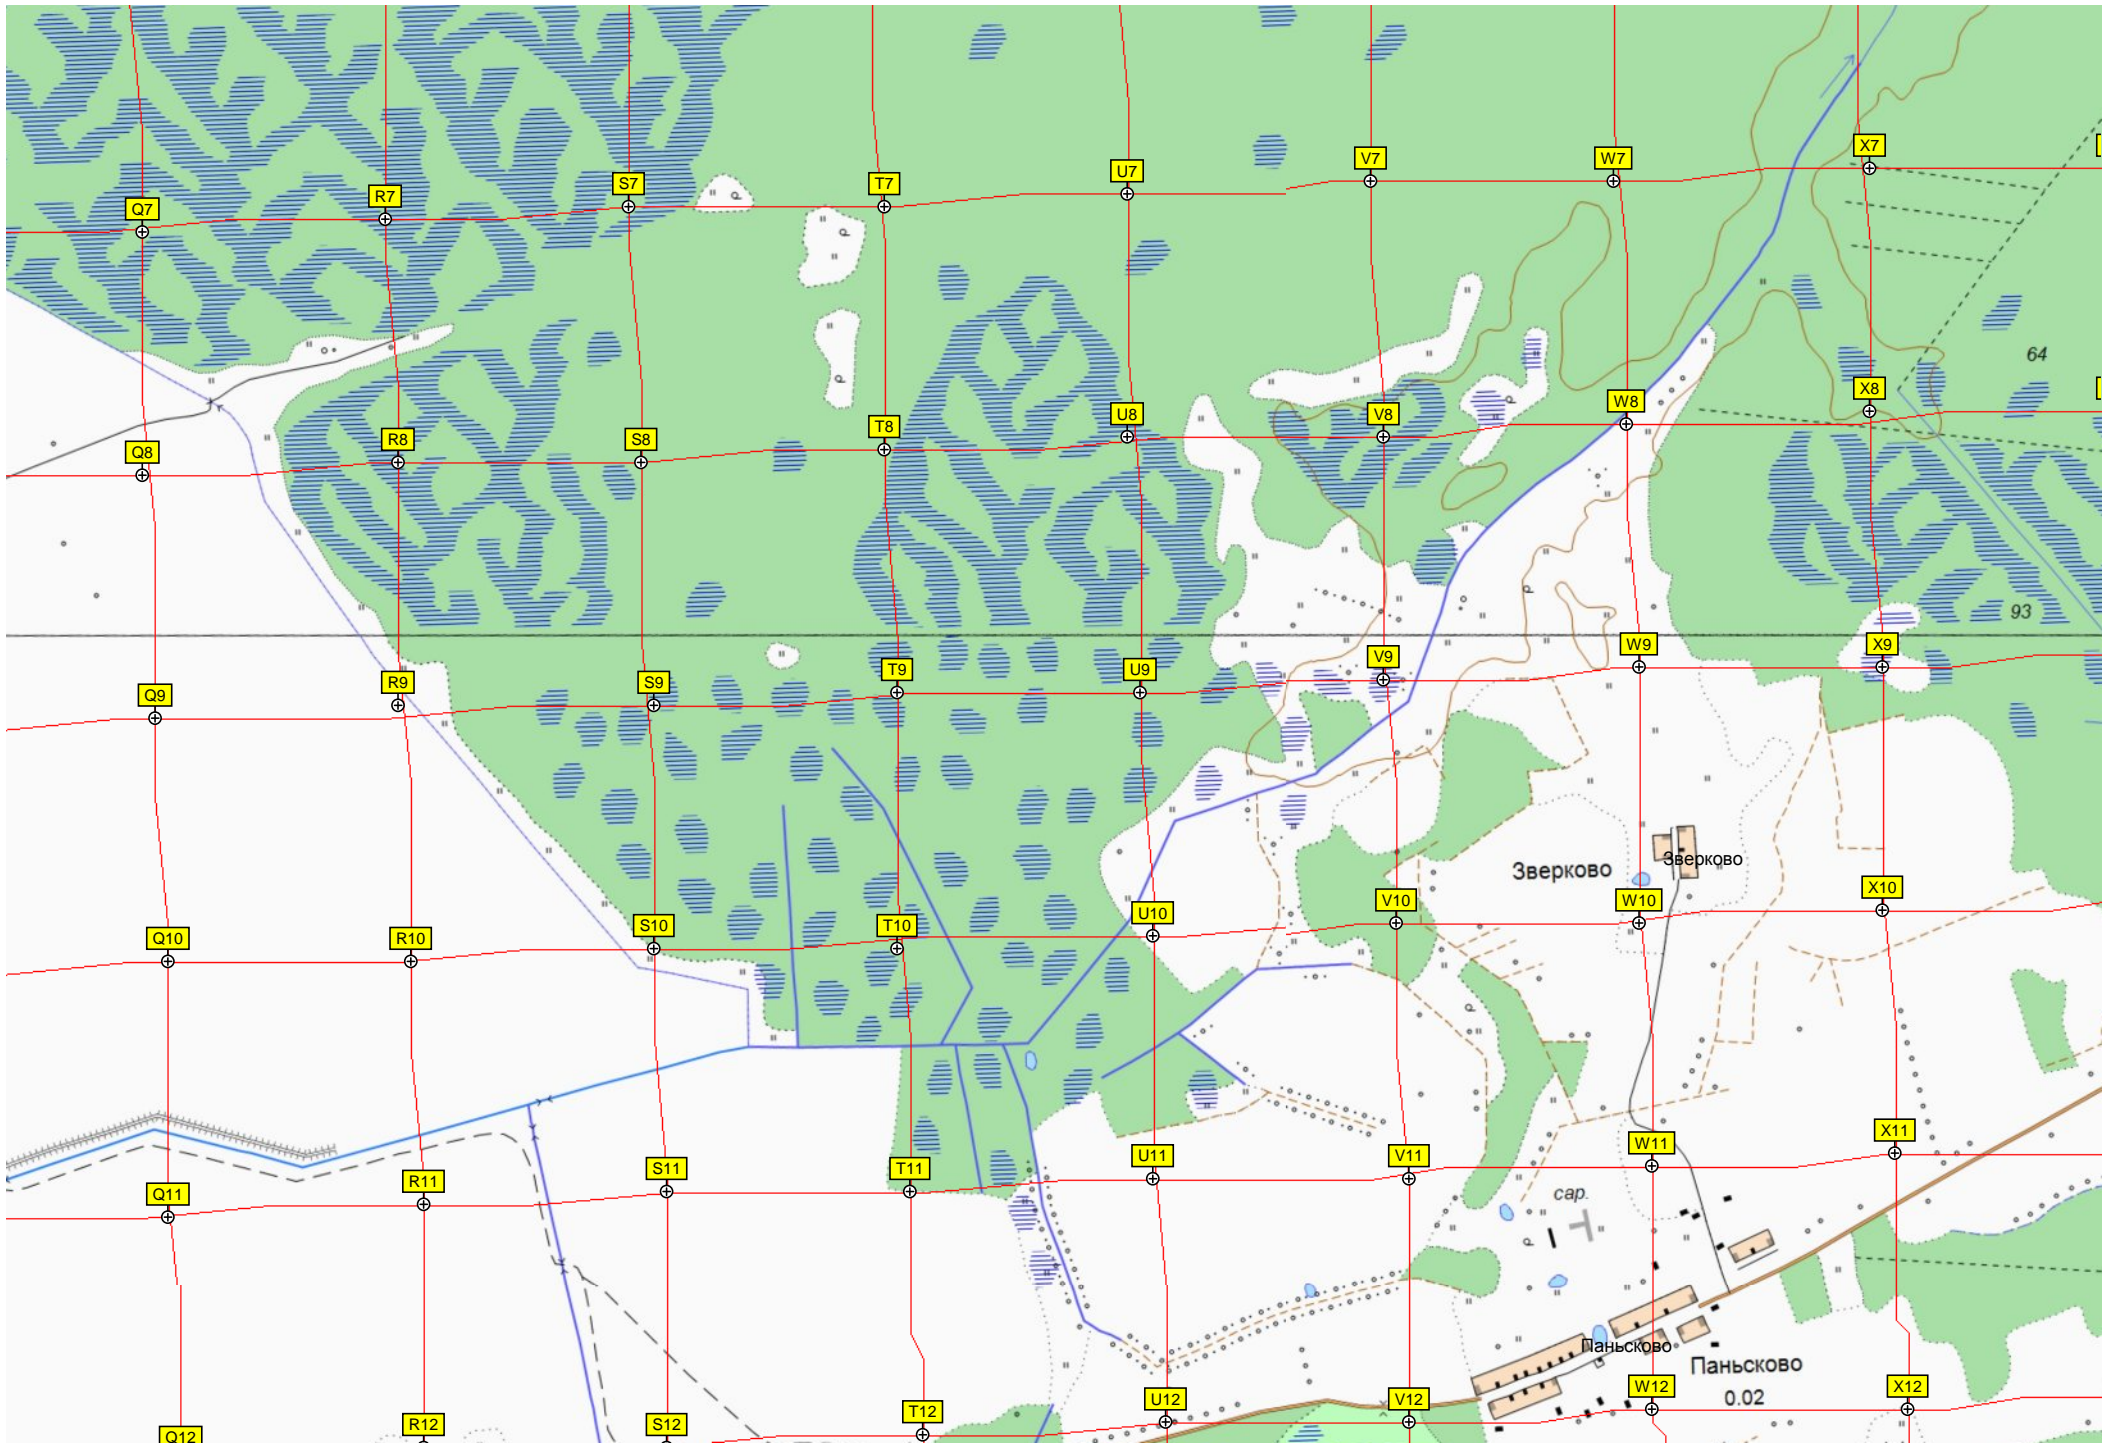 X7
V7
W7
U7
S7
T7
R7
Q7
64
X8
W8
V8
U8
T8
R8
S8
Q8
93
X9
W9
V9
U9
T9
S9
R9
Q9
Зверково
Зверково
X10
W10
V10
U10
T10
S10
R10
Q10
X11
W11
V11
U11
T11
S11
R11
Q11
сар.
Паньсково
Паньсково
0.02
X12
W12
V12
U12
T12
S12
R12
Q12